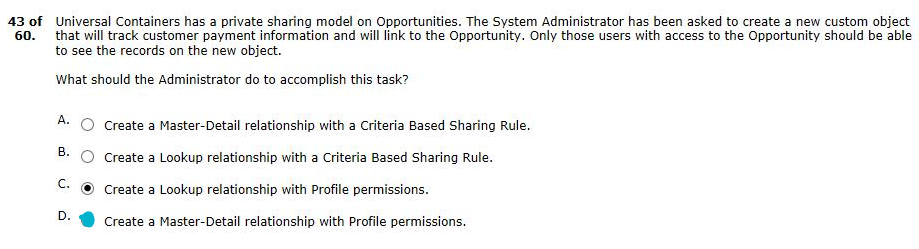 43 of Universal Containers has a private sharing model on Opportunities. The System Administrator has been asked to create a new custom object
60. that will track customer payment information and will link to the Opportunity. Only those users with access to the Opportunity should be able
to see the records on the new object.
What should the Administrator do to accomplish this task?
A. Create a Master-Detail relationship with a Criteria Based Sharing Rule.
B. Create a Lookup relationship with a Criteria Based Sharing Rule.
C. Create a Lookup relationship with Profile permissions.
D. Create a Master-Detail relationship with Profile permissions.